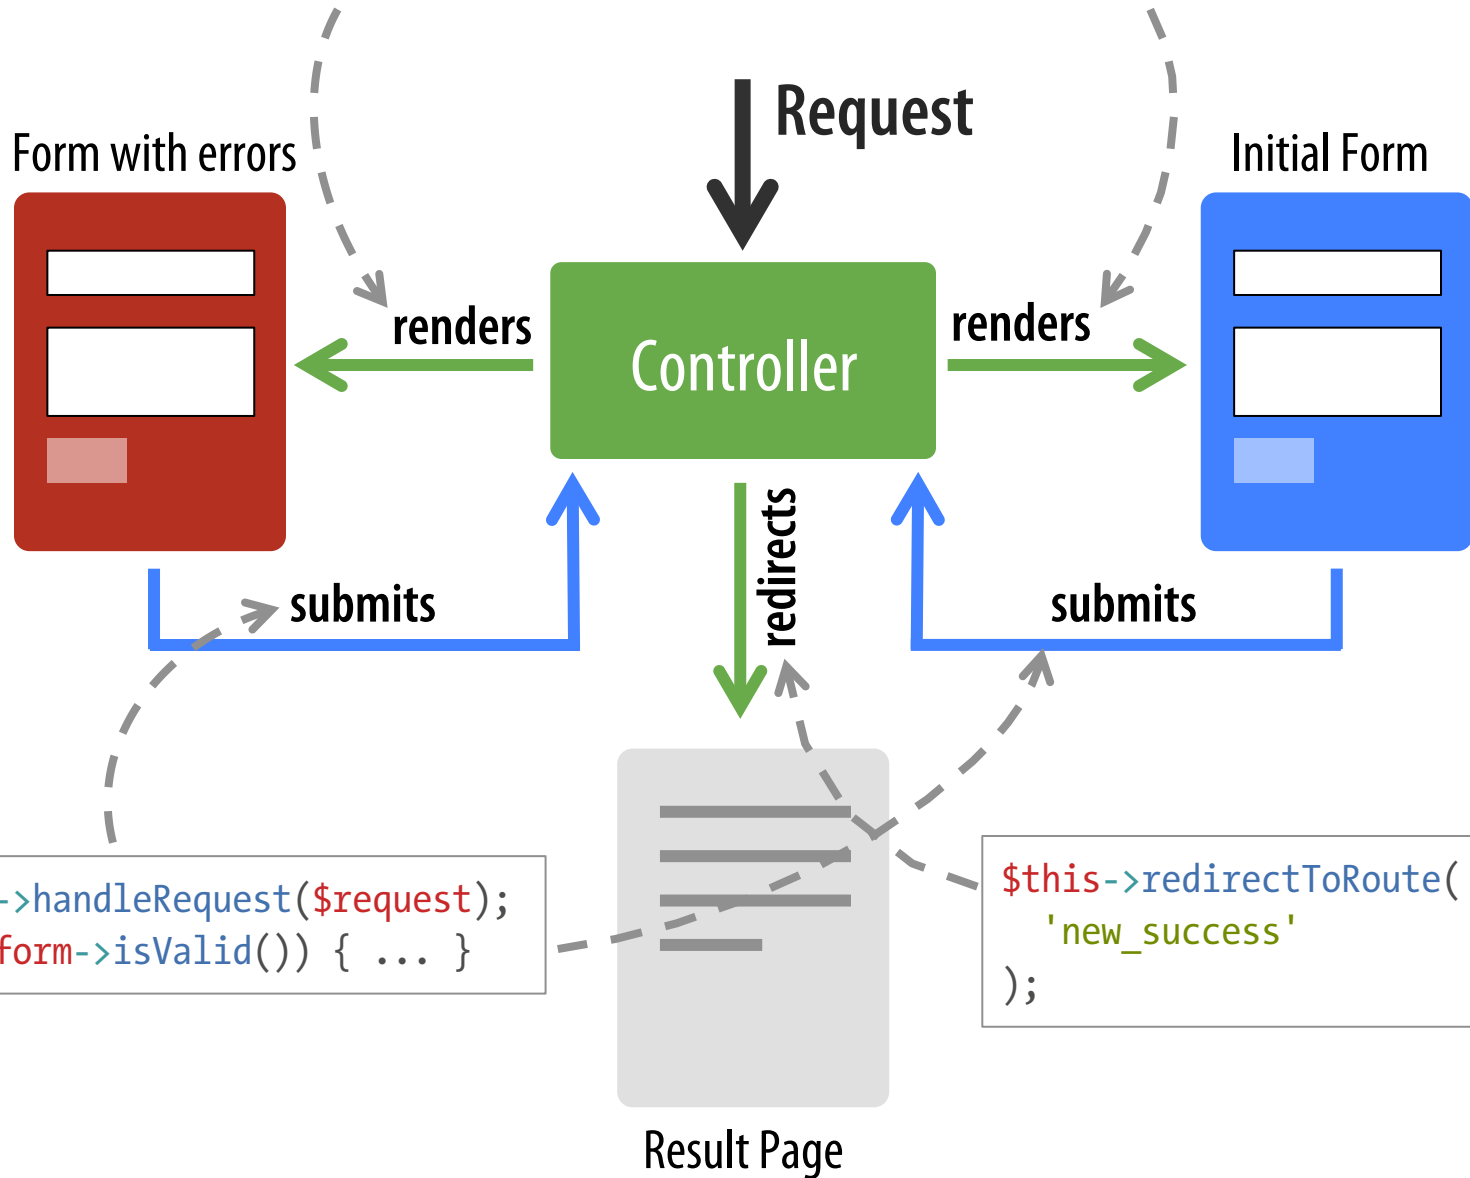 Request
Form with errors
Initial Form
renders
Controller
renders
redirects
submits
submits
->handleRequest($request);
form->isValid()) { ... }
$this->redirectToRoute(
'new_success'
);
Result Page